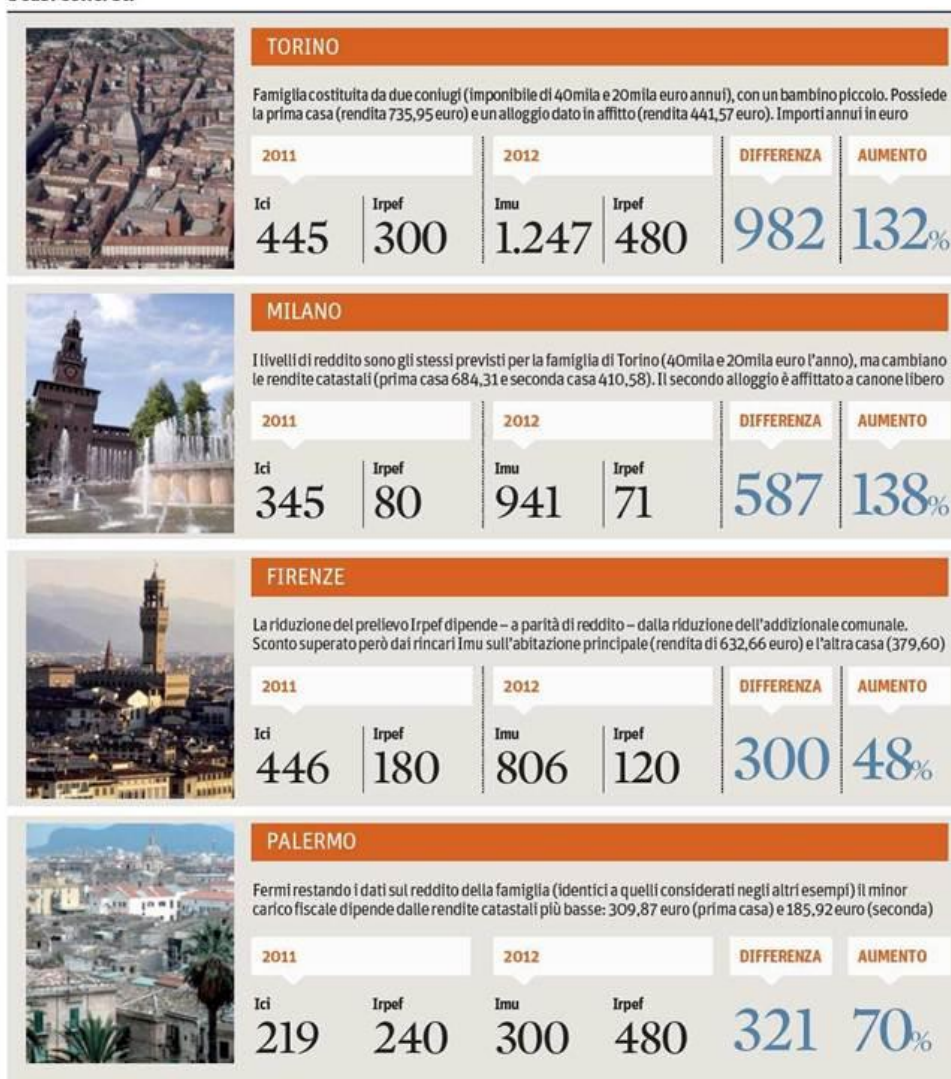 TORINO
Famiglia costituita da due coniugi (imponibile di 40mila e 20mila euro annui), con un bambino piccolo. Possiede
la prima casa (rendita 735,95 euro) e un alloggio dato in affitto (rendita 441,57 euro). Importi annui in euro
2011 2012 DIFFERENZA AUMENTO
Ici Irpef Imu Irpef
445 300 1.247 480 982 132%
MILANO
I livelli di reddito sono gli stessi previsti per la famiglia di Torino (40mila e 20mila euro l'anno), ma cambiano
le rendite catastali (prima casa 684,31 e seconda casa 410,58). Il secondo alloggio è affittato a canone libero
2011 2012 DIFFERENZA AUMENTO
Ici Irpef Imu Irpef
345 80 941 71 587 138%
FIRENZE
La riduzione del prelievo Irpef dipende – a parità di reddito – dalla riduzione dell'addizionale comunale.
Sconto superato però dai rincari Imu sull'abitazione principale (rendita di 632,66 euro) e l'altra casa (379,60)
2011 2012 DIFFERENZA AUMENTO
Ici Irpef Imu Irpef
446 180 806 120 300 48%
PALERMO
Fermi restando i dati sul reddito della famiglia (identici a quelli considerati negli altri esempi) il minor
carico fiscale dipende dalle rendite catastali più basse: 309,87 euro (prima casa) e 185,92 euro (seconda)
2011 2012 DIFFERENZA AUMENTO
Ici Irpef Imu Irpef
219 240 300 480 321 70%